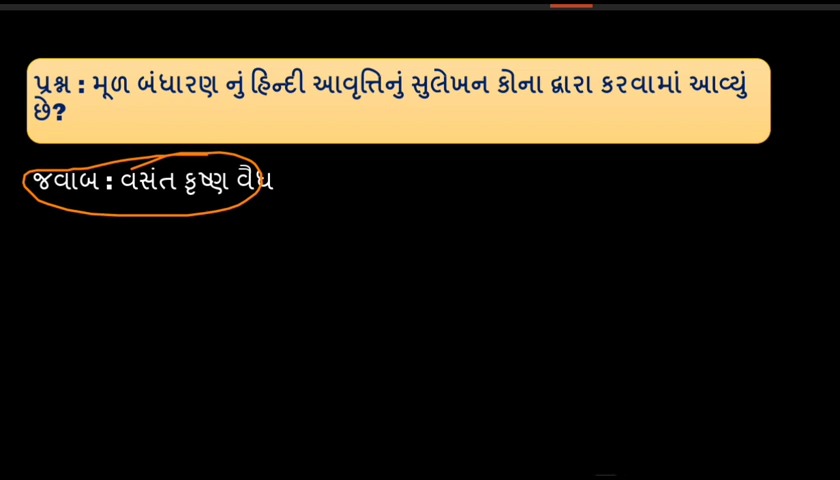 પ્રશ્ન : મૂળ બંધારણ નું હિન્દી આવૃત્તિનું સુલેખન કોના દ્વારા કરવામાં આવ્યું
છે?
જવાબ : વસંત કૃષ્ણ વૈધ